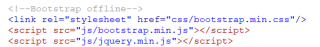 <!--Bootstrap offline-->
<link rel="stylesheet" href="css/bootstrap.min.css"/>
<script src="js/bootstrap.min.js"></script>
<script src="js/jquery.min.js"></script>